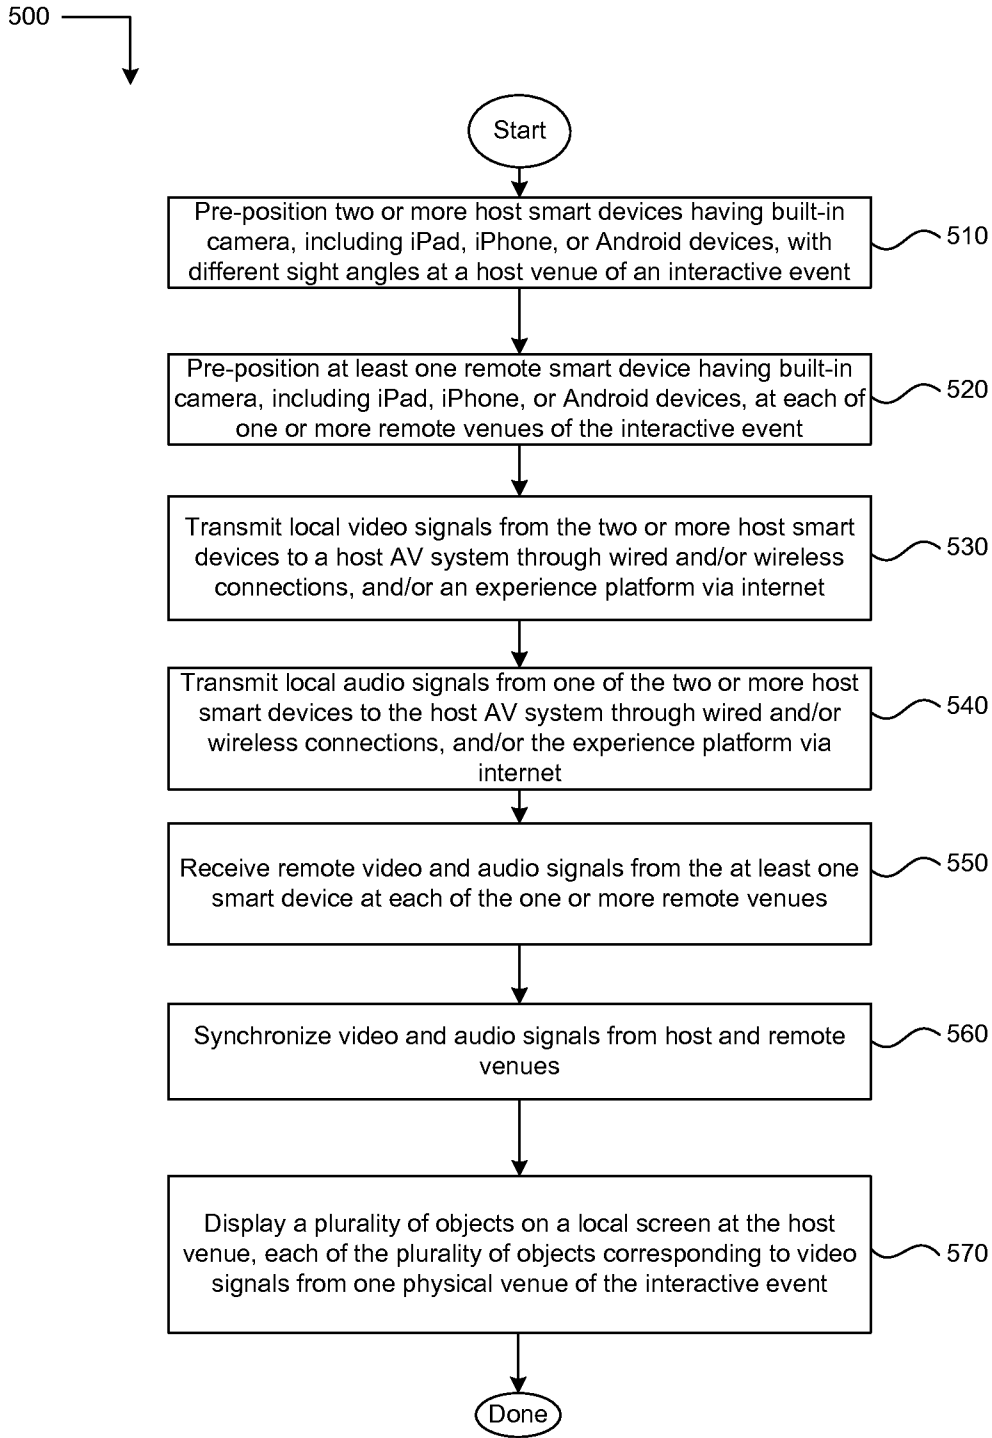 500
Start
Pre-position two or more host smart devices having built-in
camera, including iPad, iPhone, or Android devices, with
different sight angles at a host venue of an interactive event
510
Pre-position at least one remote smart device having built-in
camera, including iPad, iPhone, or Android devices, at each of
one or more remote venues of the interactive event
520
Transmit local video signals from the two or more host smart
devices to a host AV system through wired and/or wireless
connections, and/or an experience platform via internet
530
Transmit local audio signals from one of the two or more host
smart devices to the host AV system through wired and/or
wireless connections, and/or the experience platform via
internet
540
Receive remote video and audio signals from the at least one
smart device at each of the one or more remote venues
550
Synchronize video and audio signals from host and remote
venues
560
Display a plurality of objects on a local screen at the host
venue, each of the plurality of objects corresponding to video
signals from one physical venue of the interactive event
570
Done